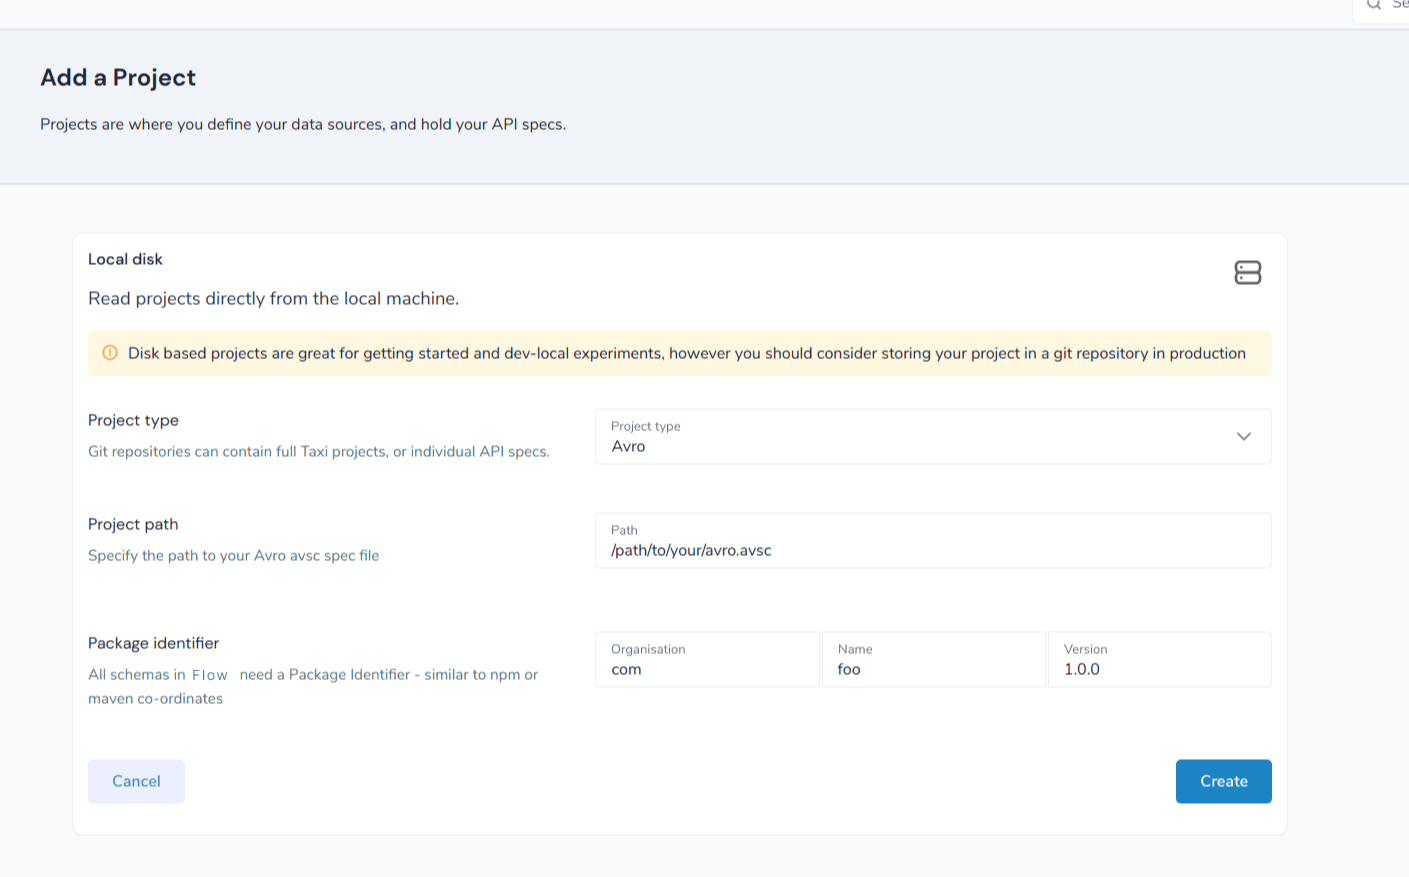 Se
Add a Project
Projects are where you define your data sources, and hold your API specs.
Local disk
Read projects directly from the local machine.
Disk based projects are great for getting started and dev-local experiments, however you should consider storing your project in a git repository in production
Project type
Git repositories can contain full Taxi projects, or individual API specs.
Project type
Avro
Project path
Specify the path to your Avro avsc spec file
Path
/path/to/your/avro.avsc
Package identifier
All schemas in Flow need a Package Identifier - similar to npm or
maven co-ordinates
Organisation
com
Name
foo
Version
1.0.0
Cancel
Create